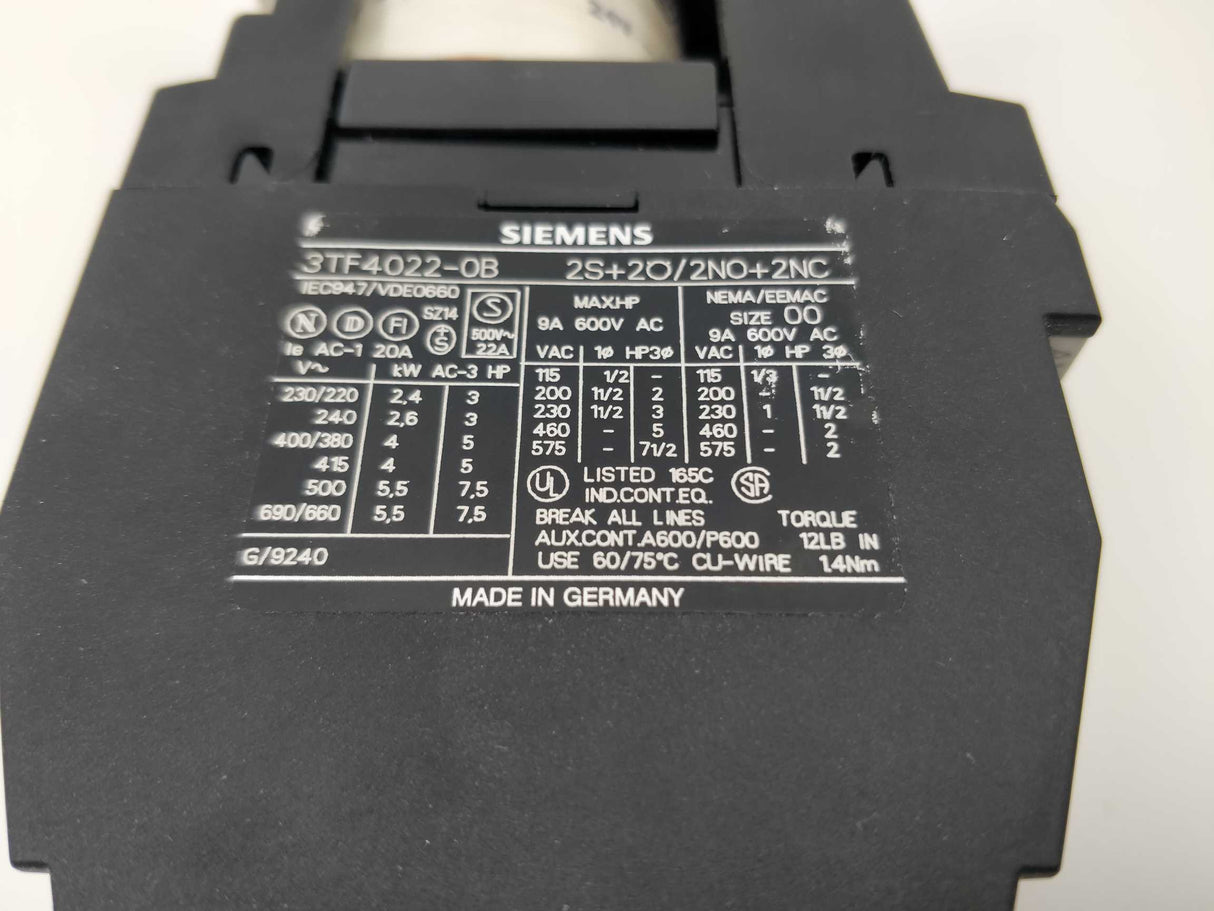 SIEMENS
3TF4022-0B 2S+2Ö/2NO+2NC
IEC947/VDE0660
N D FI SZ14 S
S 500V~ 22A
Ie AC-1 20A
V~ kW AC-3 HP
230/220 2,4 3
240 2,6 3
400/380 4 5
415 4 5
500 5,5 7,5
690/660 5,5 7,5
G/9240
MAX.HP
9A 600V AC
VAC 1ø HP3ø
115 1/2 -
200 11/2 2
230 11/2 3
460 - 5
575 - 71/2
NEMA/EEMAC
SIZE 00
9A 600V AC
VAC 1ø HP 3ø
115 1/3 -
200 - 11/2
230 1 11/2
460 - 2
575 - 2
UL LISTED 165C SA
IND.CONT.EQ.
BREAK ALL LINES TORQUE
AUX.CONT.A600/P600 12LB IN
USE 60/75°C CU-WIRE 1.4Nm
MADE IN GERMANY